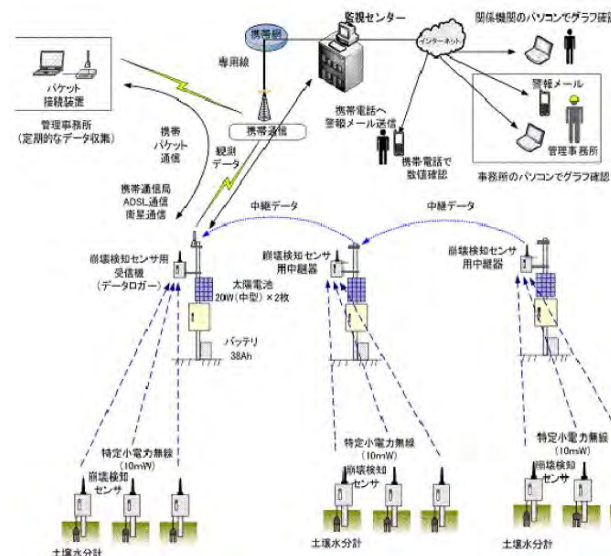 監視センター
関係機関のパソコンでグラフ確認
携帯網
インターネット
専用線
パケット
接続装置
警報メール
管理事務所
(定期的なデータ収集)
携帯通信
携帯電話へ
警報メール送信
管理事務所
携帯
パケット
通信
観測
データ
携帯電話で
数値確認
事務所のパソコンでグラフ確認
携帯通信局
ADSL通信
衛星通信
中継データ
中継データ
崩壊検知センサ用
受信機
(データロガー)
崩壊検知センサ
用中継器
崩壊検知センサ
用中継器
太陽電池
20W(中型)×2枚
バッテリ
38Ah
特定小電力無線
(10mW)
特定小電力無線
(10mW)
特定小電力無線
(10mW)
崩壊検知
センサ
崩壊検知
センサ
崩壊検知
センサ
土壌水分計
土壌水分計
土壌水分計